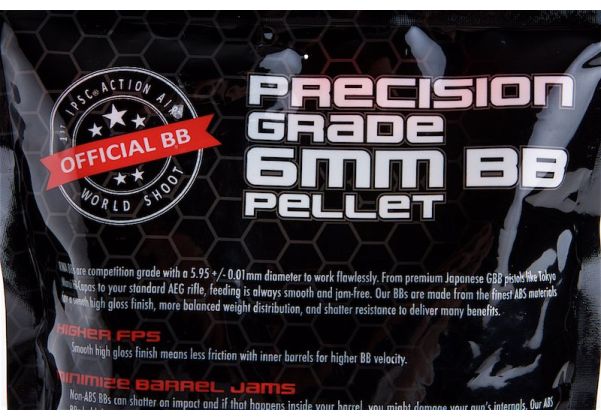 1st IPSC® ACTION AIR
OFFICIAL BB
WORLD SHOOT
PRECISION
GRADE
6MM BB
PELLET
are competition grade with a 5.95 +/- 0.01mm diameter to work flawlessly. From premium Japanese GBB pistols like Tokyo
Hi-Capas to your standard AEG rifle, feeding is always smooth and jam-free. Our BBs are made from the finest ABS materials
a smooth high gloss finish, more balanced weight distribution, and shatter resistance to deliver many benefits.
HIGHER FPS
Smooth high gloss finish means less friction with inner barrels for higher BB velocity.
MINIMIZE BARREL JAMS
Non-ABS BBs can shatter on impact and if that happens inside your barrel, you might damage your gun's internals. Our ABS